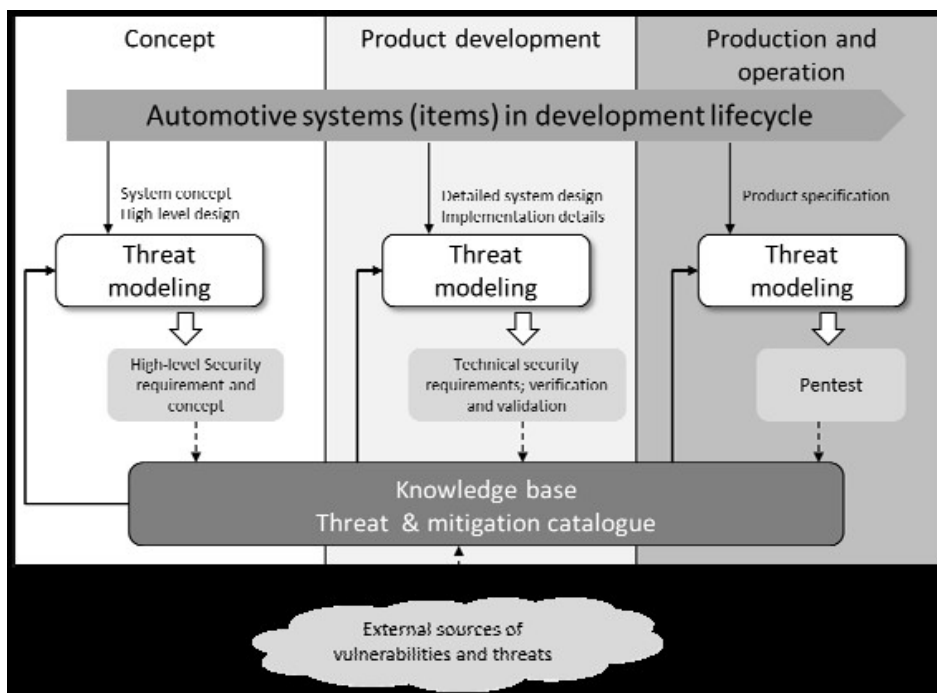 Concept
Product development
Production and
operation
Automotive systems (items) in development lifecycle
System concept
High level design
Detailed system design
Implementation details
Product specification
Threat
modeling
Threat
modeling
Threat
modeling
High-level Security
requirement and
concept
Technical security
requirements; verification
and validation
Pentest
Knowledge base
Threat & mitigation catalogue
External sources of
vulnerabilities and threats